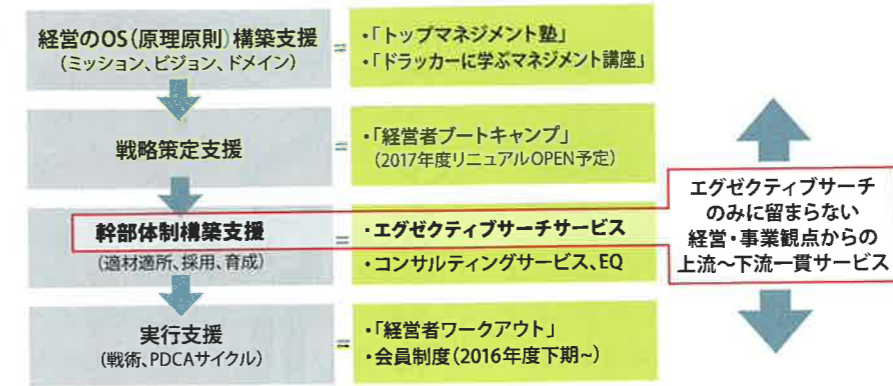 経営のOS(原理原則)構築支援
(ミッション、ビジョン、ドメイン)
=
・「トップマネジメント塾」
・「ドラッカーに学ぶマネジメント講座」
戦略策定支援
=
・「経営者ブートキャンプ」
(2017年度リニュアルOPEN予定)
幹部体制構築支援
(適材適所、採用、育成)
=
・エグゼクティブサーチサービス
・コンサルティングサービス、EQ
実行支援
(戦術、PDCAサイクル)
=
・「経営者ワークアウト」
・会員制度(2016年度下期~)
エグゼクティブサーチ
のみに留まらない
経営・事業観点からの
上流～下流一貫サービス